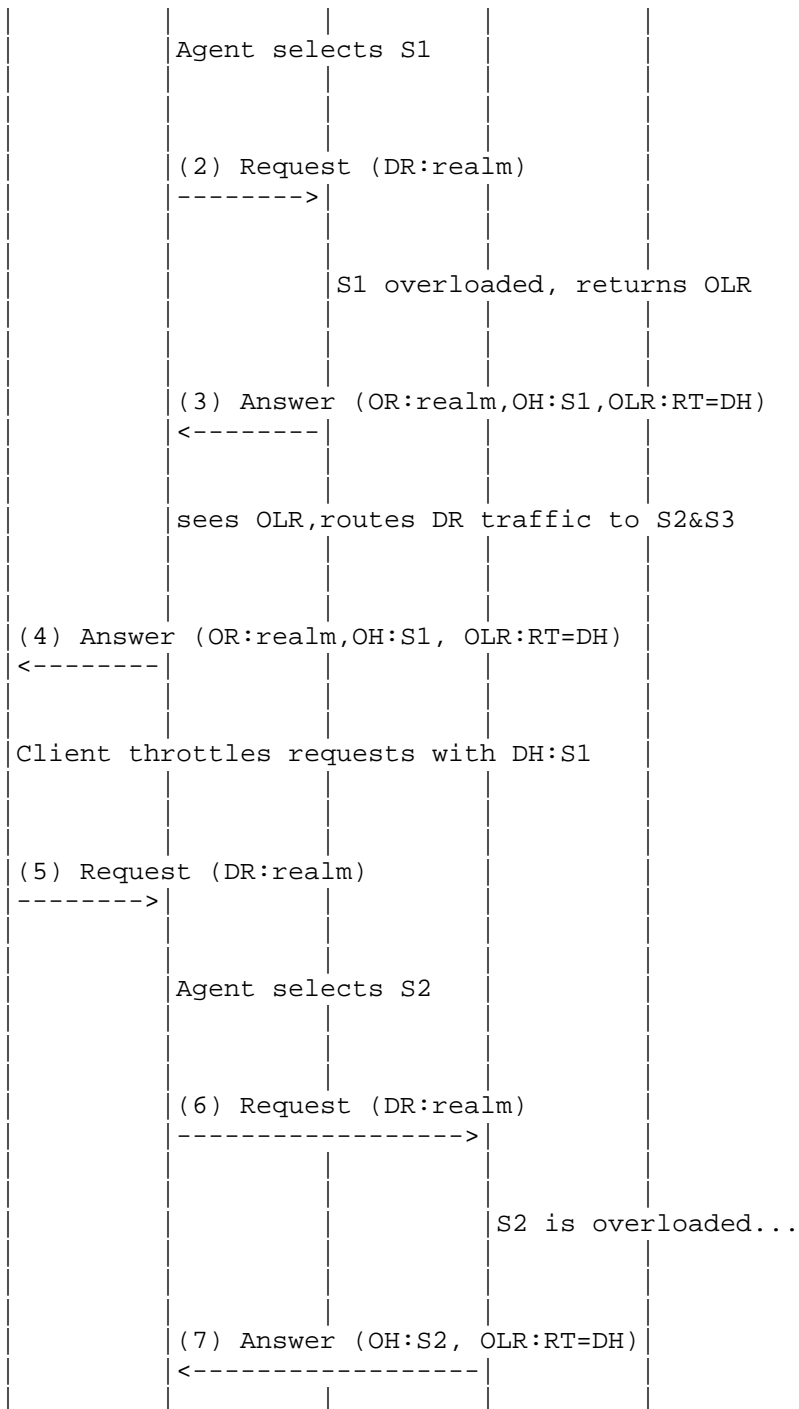 Agent selects S1
(2) Request (DR:realm)
-------->
S1 overloaded, returns OLR
(3) Answer (OR:realm,OH:S1,OLR:RT=DH)
<--------
sees OLR,routes DR traffic to S2&S3
(4) Answer (OR:realm,OH:S1, OLR:RT=DH)
<--------
Client throttles requests with DH:S1
(5) Request (DR:realm)
-------->
Agent selects S2
(6) Request (DR:realm)
------------------>
S2 is overloaded...
(7) Answer (OH:S2, OLR:RT=DH)
<------------------